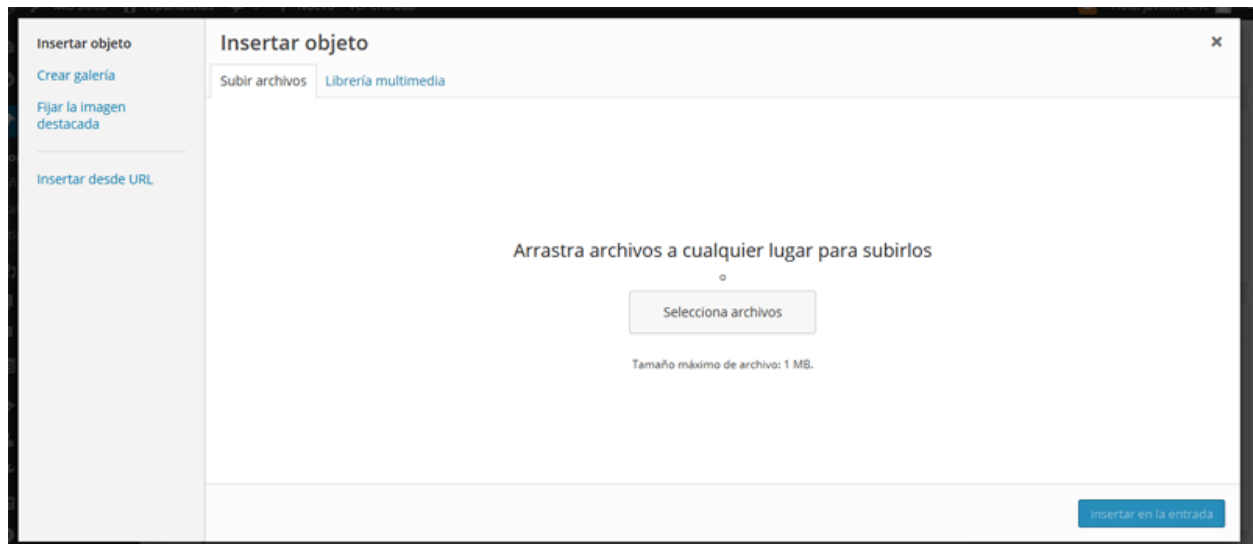 Insertar objeto
Crear galería
Fijar la imagen
destacada
Insertar desde URL
Insertar objeto
Subir archivos Librería multimedia
Arrastra archivos a cualquier lugar para subirlos
o
Selecciona archivos
Tamaño máximo de archivo: 1 MB.
Insertar en la entrada